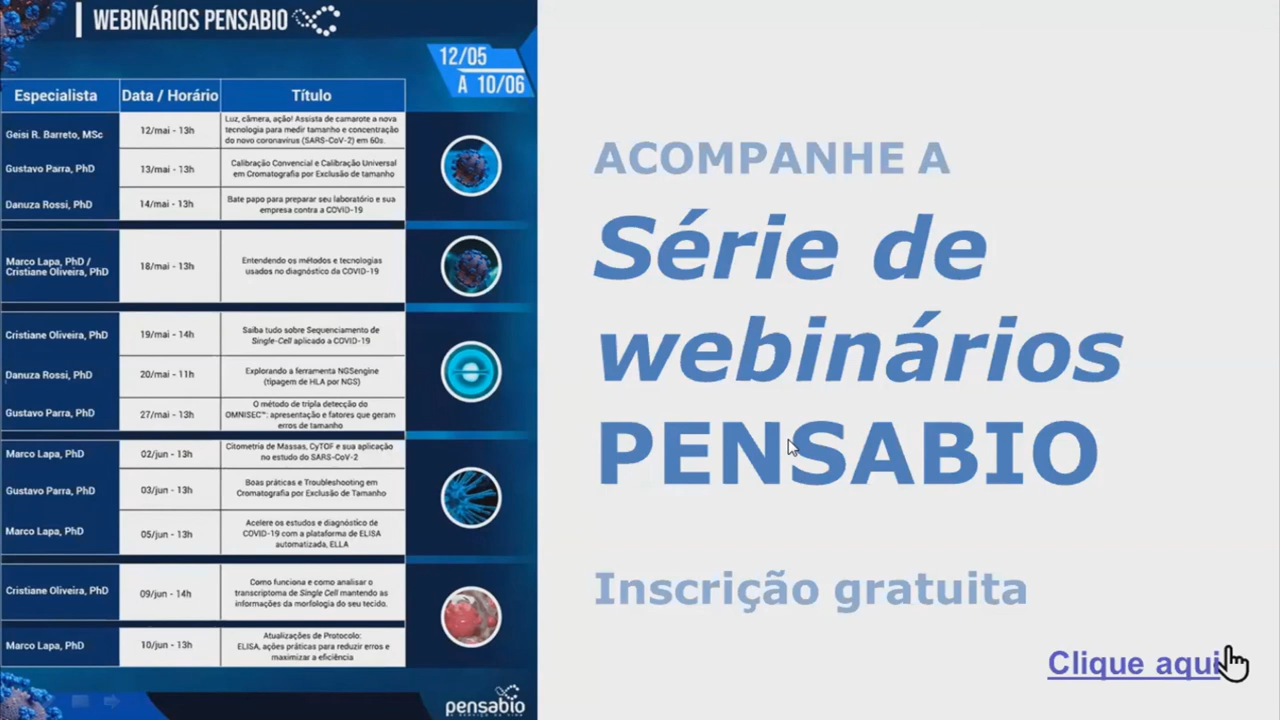 WEBINÁRIOS PENSABIO
12/05
A 10/06
Especialista
Data / Horário
Título
Geisi R. Barreto, MSc
12/mai - 13h
Luz, câmera, ação! Assista de camarote a nova
tecnologia para medir tamanho e concentração
do novo coronavírus (SARS-CoV-2) em 60s.
Gustavo Parra, PhD
13/mai - 13h
Calibração Convencial e Calibração Universal
em Cromatografia por Exclusão de tamanho
Danuza Rossi, PhD
14/mai - 13h
Bate papo para preparar seu laboratório e sua
empresa contra a COVID-19
Marco Lapa, PhD /
Cristiane Oliveira, PhD
18/mai - 13h
Entendendo os métodos e tecnologias
usados no diagnóstico da COVID-19
Cristiane Oliveira, PhD
19/mai - 14h
Saiba tudo sobre Sequenciamento de
Single-Cell aplicado a COVID-19
Danuza Rossi, PhD
20/mai - 11h
Explorando a ferramenta NGSengine
(tipagem de HLA por NGS)
Gustavo Parra, PhD
27/mai - 13h
O método de tripla detecção do
OMNISEC™: apresentação e fatores que geram
erros de tamanho
Marco Lapa, PhD
02/jun - 13h
Citometria de Massas, CyTOF e sua aplicação
no estudo do SARS-CoV-2
Gustavo Parra, PhD
03/jun - 13h
Boas práticas e Troubleshooting em
Cromatografia por Exclusão de Tamanho
Marco Lapa, PhD
05/jun - 13h
Acelere os estudos e diagnóstico de
COVID-19 com a plataforma de ELISA
automatizada, ELLA
Cristiane Oliveira, PhD
09/jun - 14h
Como funciona e como analisar o
transcriptoma de Single Cell mantendo as
informações da morfologia do seu tecido.
Marco Lapa, PhD
10/jun - 13h
Atualizações de Protocolo:
ELISA, ações práticas para reduzir erros e
maximizar a eficiência
pensabio
a serviço da vida
ACOMPANHE A
Série de
webinários
PENSABIO
Inscrição gratuita
Clique aqui